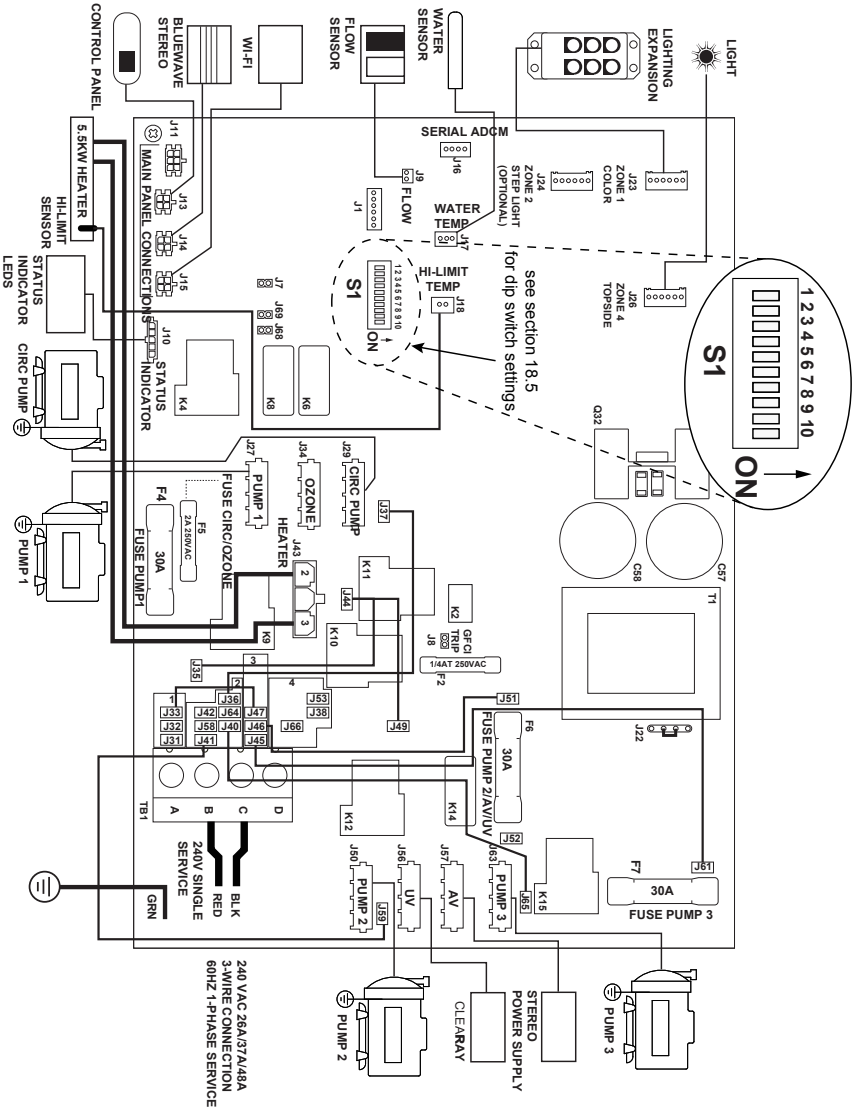 CONTROL PANEL
BLUEWAVE
STEREO
WI-FI
FLOW
SENSOR
WATER
SENSOR
LIGHTING
EXPANSION
LIGHT
5.5KW HEATER
HI-LIMIT
SENSOR
STATUS
INDICATOR
LEDS
CIRC PUMP
PUMP 1
J11
MAIN PANEL CONNECTIONS
J13
J14
J15
J10
STATUS
INDICATOR
SERIAL ADCM
J16
J9
FLOW
J1
WATER
TEMP
J17
HI-LIMIT
TEMP
J18
J24
ZONE 2
STEP LIGHT
(OPTIONAL)
J23
ZONE 1
COLOR
J26
ZONE 4
TOPSIDE
J7
J69
J68
S1
1 2 3 4 5 6 7 8 9 10
ON
see section 18.5
for dip switch settings
1 2 3 4 5 6 7 8 9 10
S1
ON
K4
K8
K6
J27
PUMP 1
J34
OZONE
J29
CIRC PUMP
J37
F4
30A
FUSE PUMP1
F5
2A 250VAC
FUSE CIRC/OZONE
J43
HEATER
2
3
K9
K11
J44
K10
K2
J8
GFCI
TRIP
1/4AT 250VAC
F2
Q32
C58
C57
T1
J35
1
J33
J32
J31
2
J42
J58
J41
3
J36
J64
J40
J47
J46
J45
4
J53
J38
J66
J49
J51
F6
30A
FUSE PUMP 2/AV/UV
J22
TB1
A
B
C
D
K12
K14
J52
K15
J61
F7
30A
FUSE PUMP 3
J50
PUMP 2
J59
J56
UV
J57
AV
J63
PUMP 3
J65
240V SINGLE
SERVICE
GRN
RED
BLK
240 VAC 26A/37A/48A
3-WIRE CONNECTION
60HZ 1-PHASE SERVICE
PUMP 2
CLEARAY
STEREO
POWER SUPPLY
PUMP 3